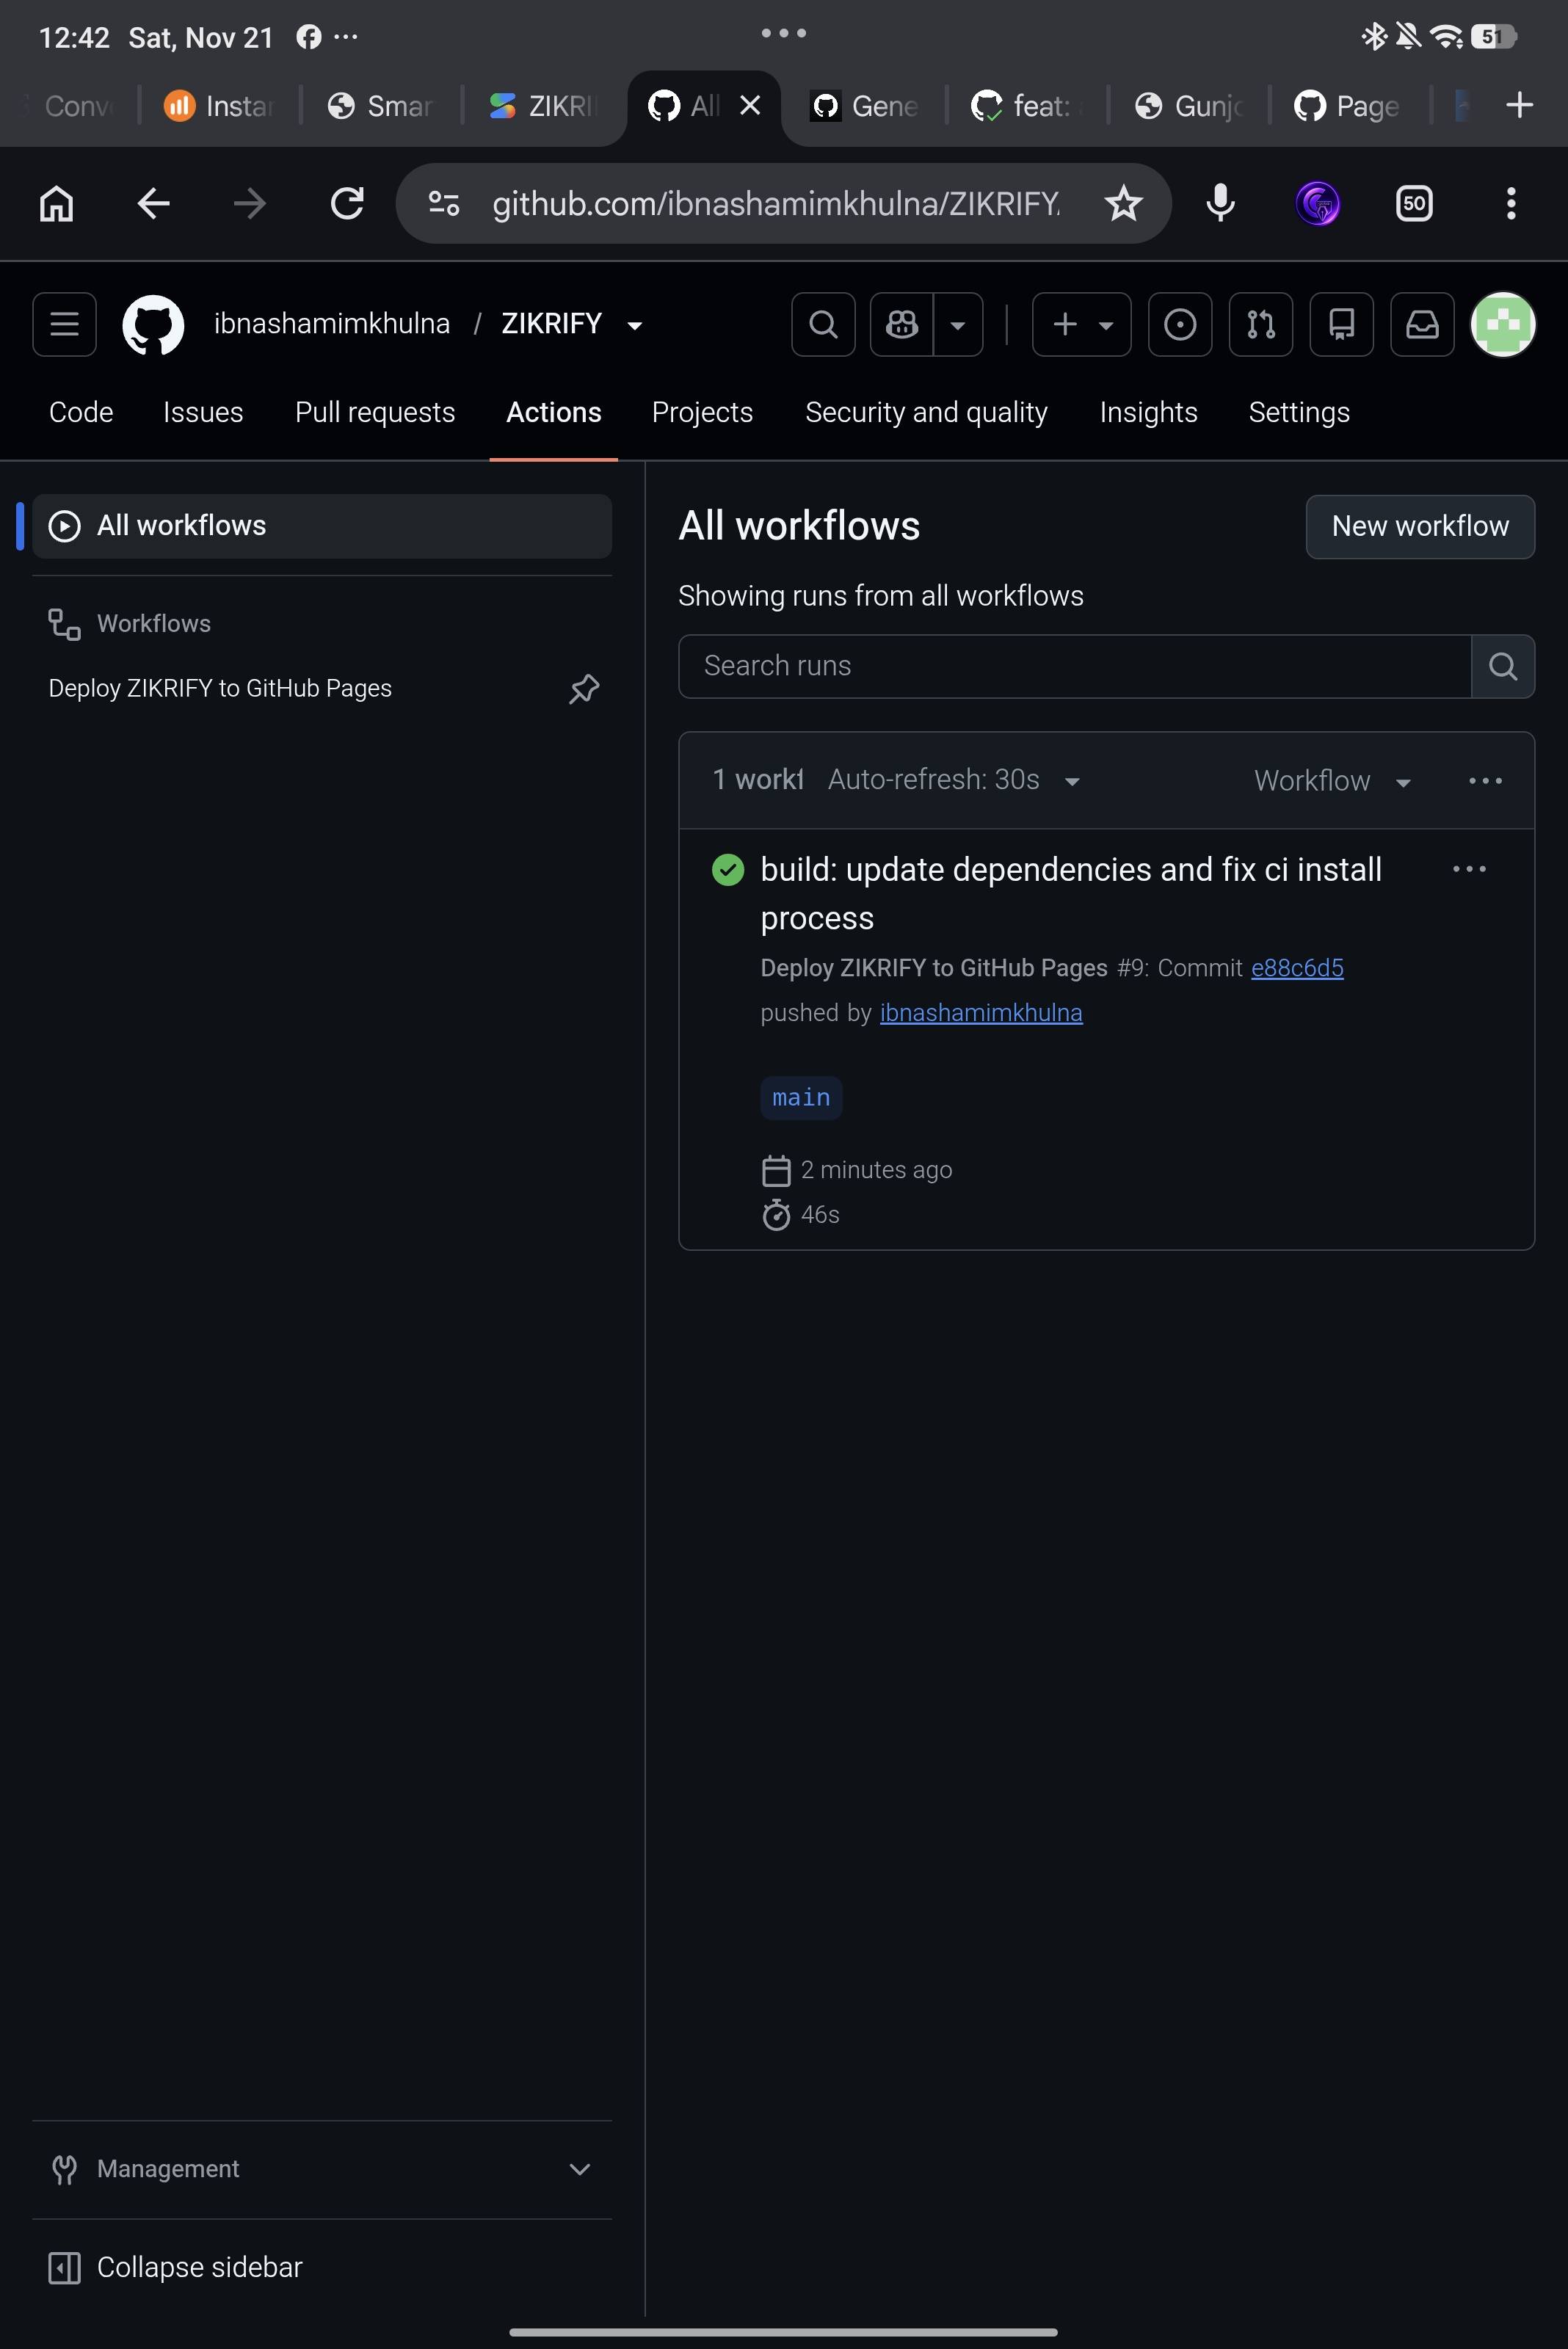 12:42 Sat, Nov 21
51
Conv
Instar
Smar
ZIKRI
All
Gene
feat:
Gunj
Page
github.com/ibnashamimkhulna/ZIKRIFY
50
ibnashamimkhulna / ZIKRIFY
Code Issues Pull requests Actions Projects Security and quality Insights Settings
All workflows
Workflows
Deploy ZIKRIFY to GitHub Pages
All workflows
New workflow
Showing runs from all workflows
Search runs
1 workf Auto-refresh: 30s Workflow
build: update dependencies and fix ci install
process
Deploy ZIKRIFY to GitHub Pages #9: Commit e88c6d5
pushed by ibnashamimkhulna
main
2 minutes ago
46s
Management
Collapse sidebar